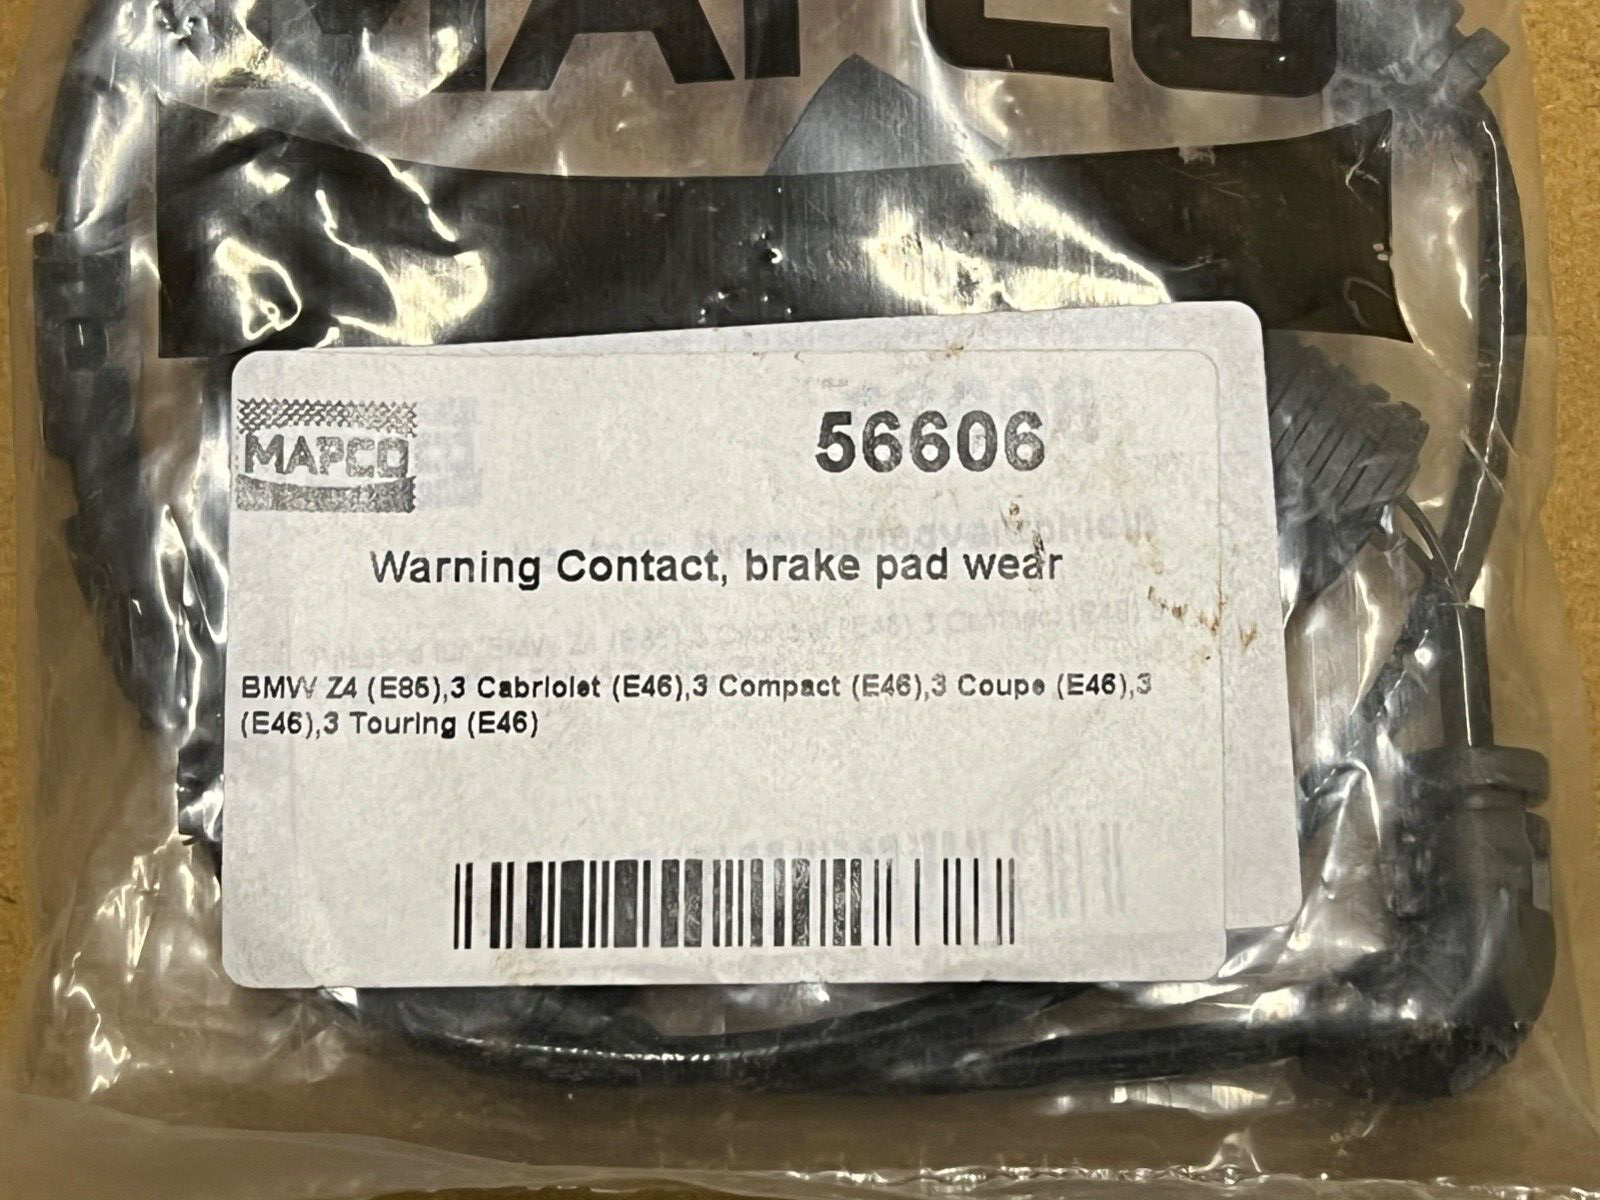 MAPCO
MAPCO
56606
Warning Contact, brake pad wear
BMW Z4 (E85),3 Cabriolet (E46),3 Compact (E46),3 Coupe (E46),3
(E46),3 Touring (E46)